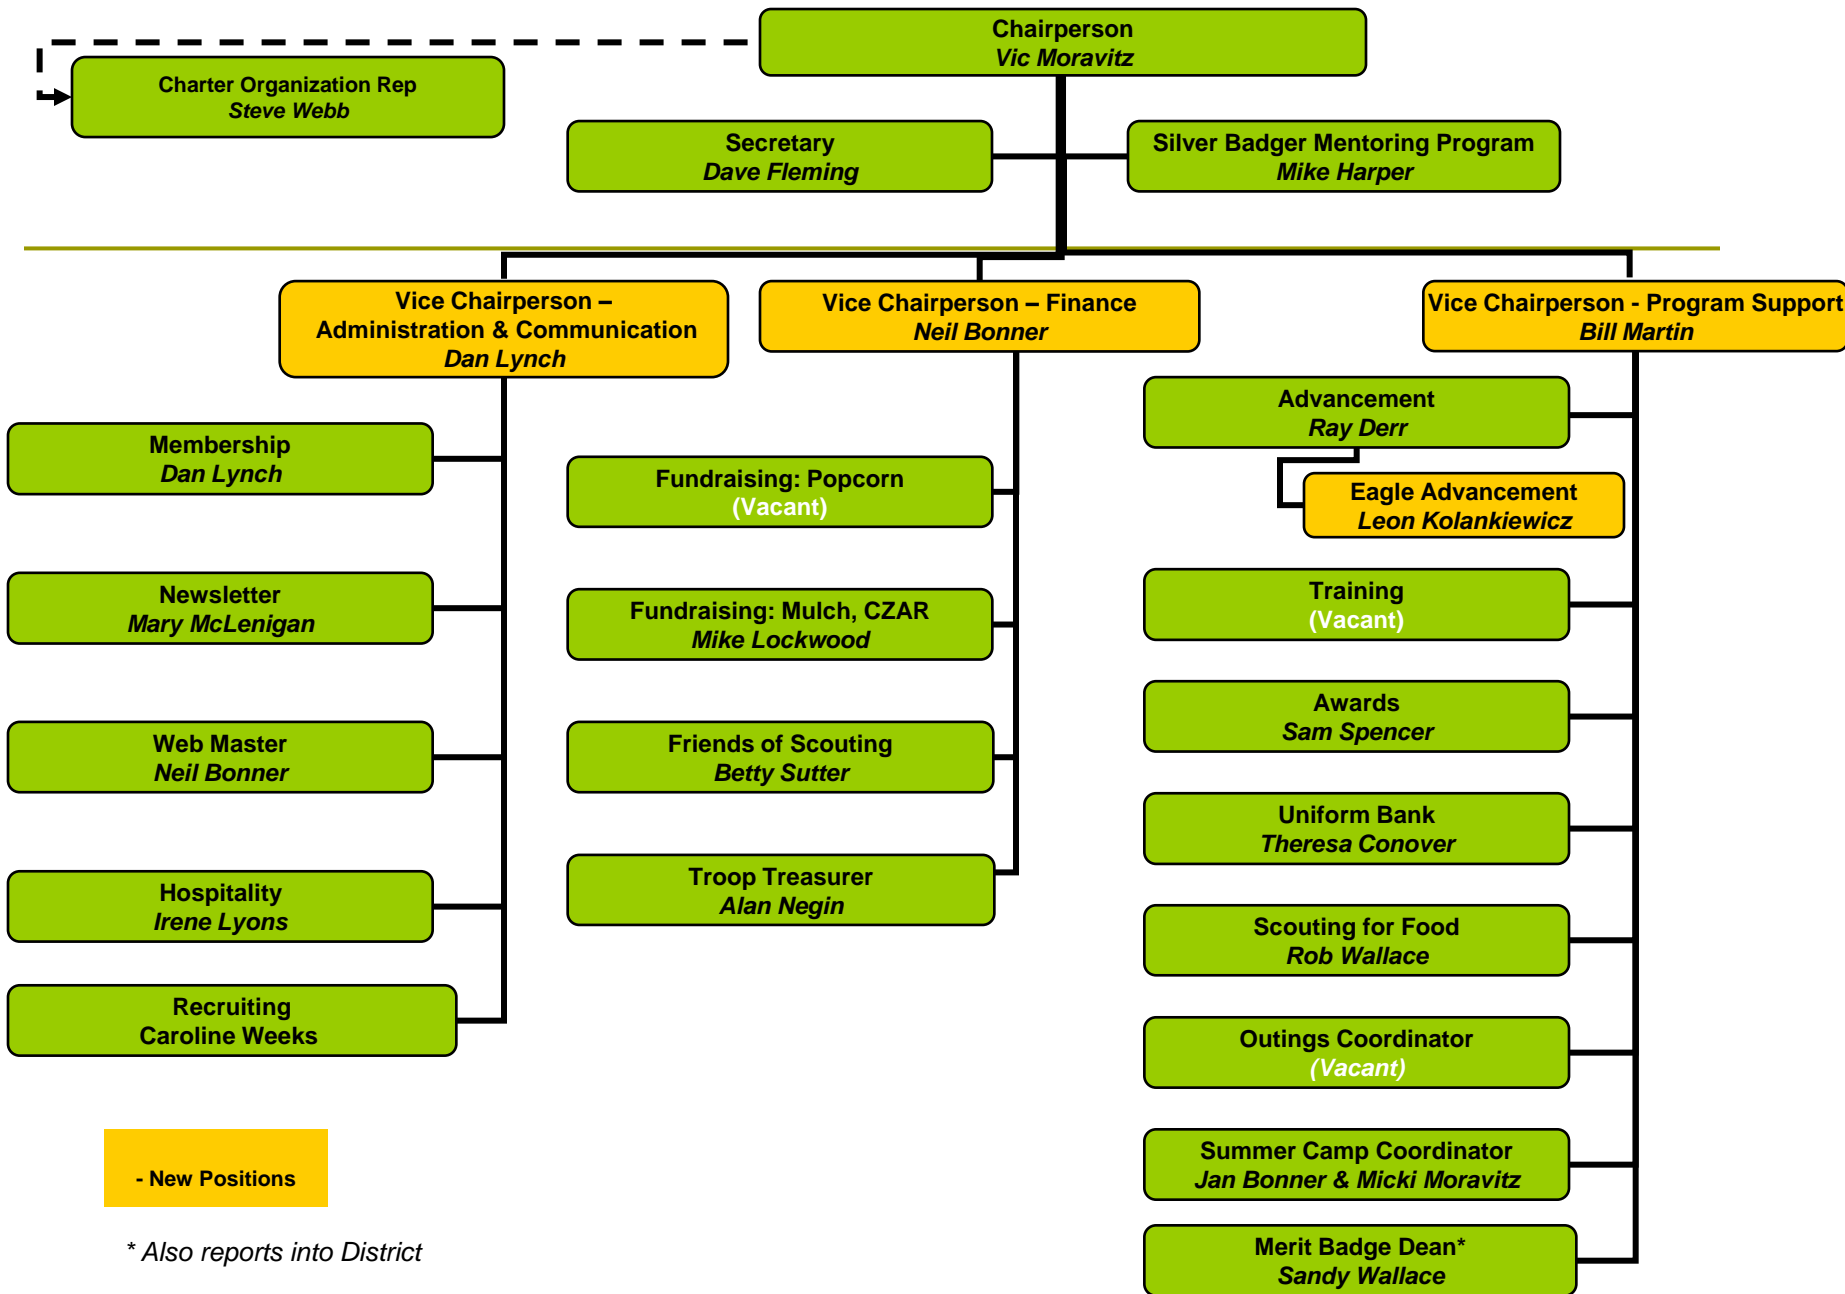 Chairperson
Vic Moravitz
Charter Organization Rep
Steve Webb
Secretary
Dave Fleming
Silver Badger Mentoring Program
Mike Harper
Vice Chairperson –
Administration & Communication
Dan Lynch
Vice Chairperson – Finance
Neil Bonner
Vice Chairperson - Program Support
Bill Martin
Membership
Dan Lynch
Newsletter
Mary McLenigan
Web Master
Neil Bonner
Hospitality
Irene Lyons
Recruiting
Caroline Weeks
Fundraising: Popcorn
(Vacant)
Fundraising: Mulch, CZAR
Mike Lockwood
Friends of Scouting
Betty Sutter
Troop Treasurer
Alan Negin
Advancement
Ray Derr
Eagle Advancement
Leon Kolankiewicz
Training
(Vacant)
Awards
Sam Spencer
Uniform Bank
Theresa Conover
Scouting for Food
Rob Wallace
Outings Coordinator
(Vacant)
Summer Camp Coordinator
Jan Bonner & Micki Moravitz
Merit Badge Dean*
Sandy Wallace
- New Positions
* Also reports into District